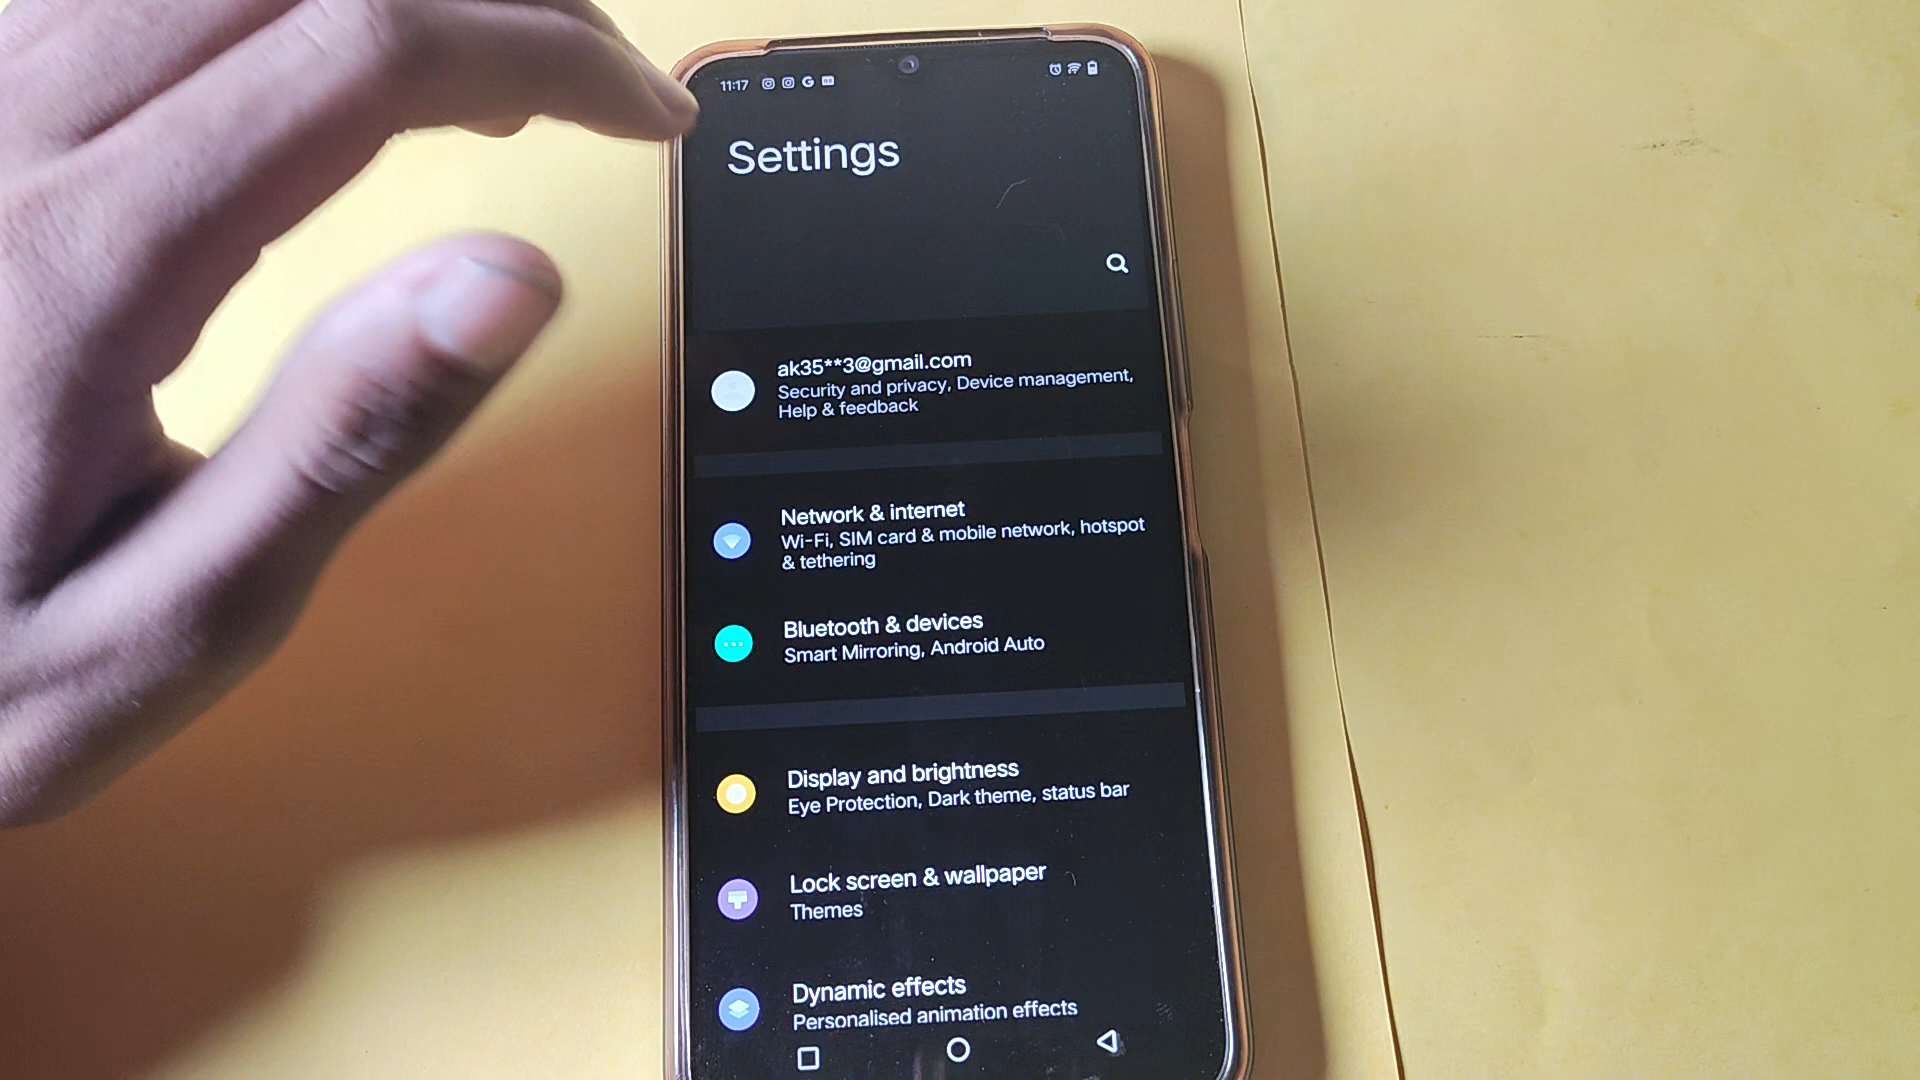 11:17
Settings
ak35**3@gmail.com
Security and privacy, Device management,
Help & feedback
Network & internet
Wi-Fi, SIM card & mobile network, hotspot
& tethering
Bluetooth & devices
Smart Mirroring, Android Auto
Display and brightness
Eye Protection, Dark theme, status bar
Lock screen & wallpaper
Themes
Dynamic effects
Personalised animation effects